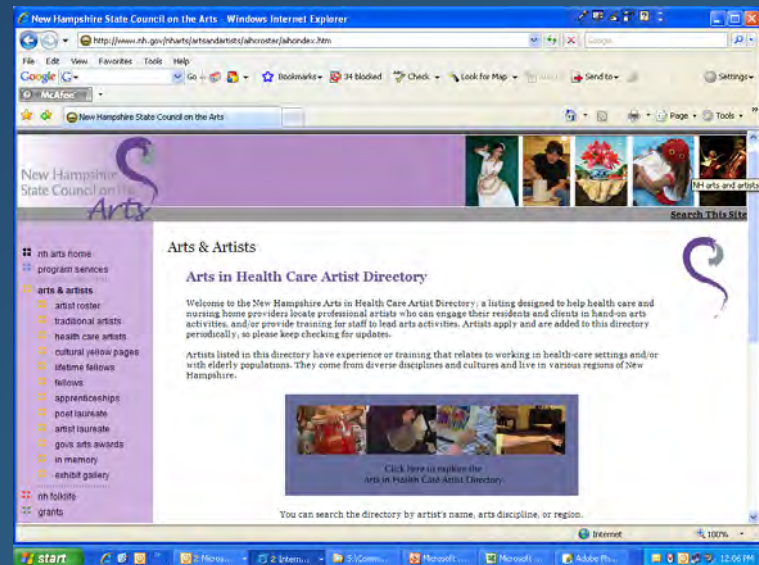 New Hampshire State Council on the Arts - Windows Internet Explorer
http://www.nh.gov/nharts/artsandartists/aihcroster/aihcindex.htm
Google
File Edit View Favorites Tools Help
Google G Go Bookmarks 34 blocked Check Look for Map Send to Settings
McAfee
New Hampshire State Council on the Arts Page Tools
New Hampshire
State Council on the
Arts
NH arts and artists
Search This Site
nh arts home
program services
arts & artists
artist roster
traditional artists
health care artists
cultural yellow pages
lifetime fellows
fellows
apprenticeships
poet laureate
artist laureate
govs arts awards
in memory
exhibit gallery
nh folklife
grants
Arts & Artists
Arts in Health Care Artist Directory
Welcome to the New Hampshire Arts in Health Care Artist Directory, a listing designed to help health care and
nursing home providers locate professional artists who can engage their residents and clients in hand-on arts
activities, and/or provide training for staff to lead arts activities. Artists apply and are added to this directory
periodically, so please keep checking for updates.
Artists listed in this directory have experience or training that relates to working in health-care settings and/or
with elderly populations. They come from diverse disciplines and cultures and live in various regions of New
Hampshire.
Click here to explore the
Arts in Health Care Artist Directory
You can search the directory by artist's name, arts discipline, or region.
Internet 100%
start 2 Micros... 2 Intern... S:\Comm... Microsoft ... Microsoft ... Adobe Ph... 12:06 PM